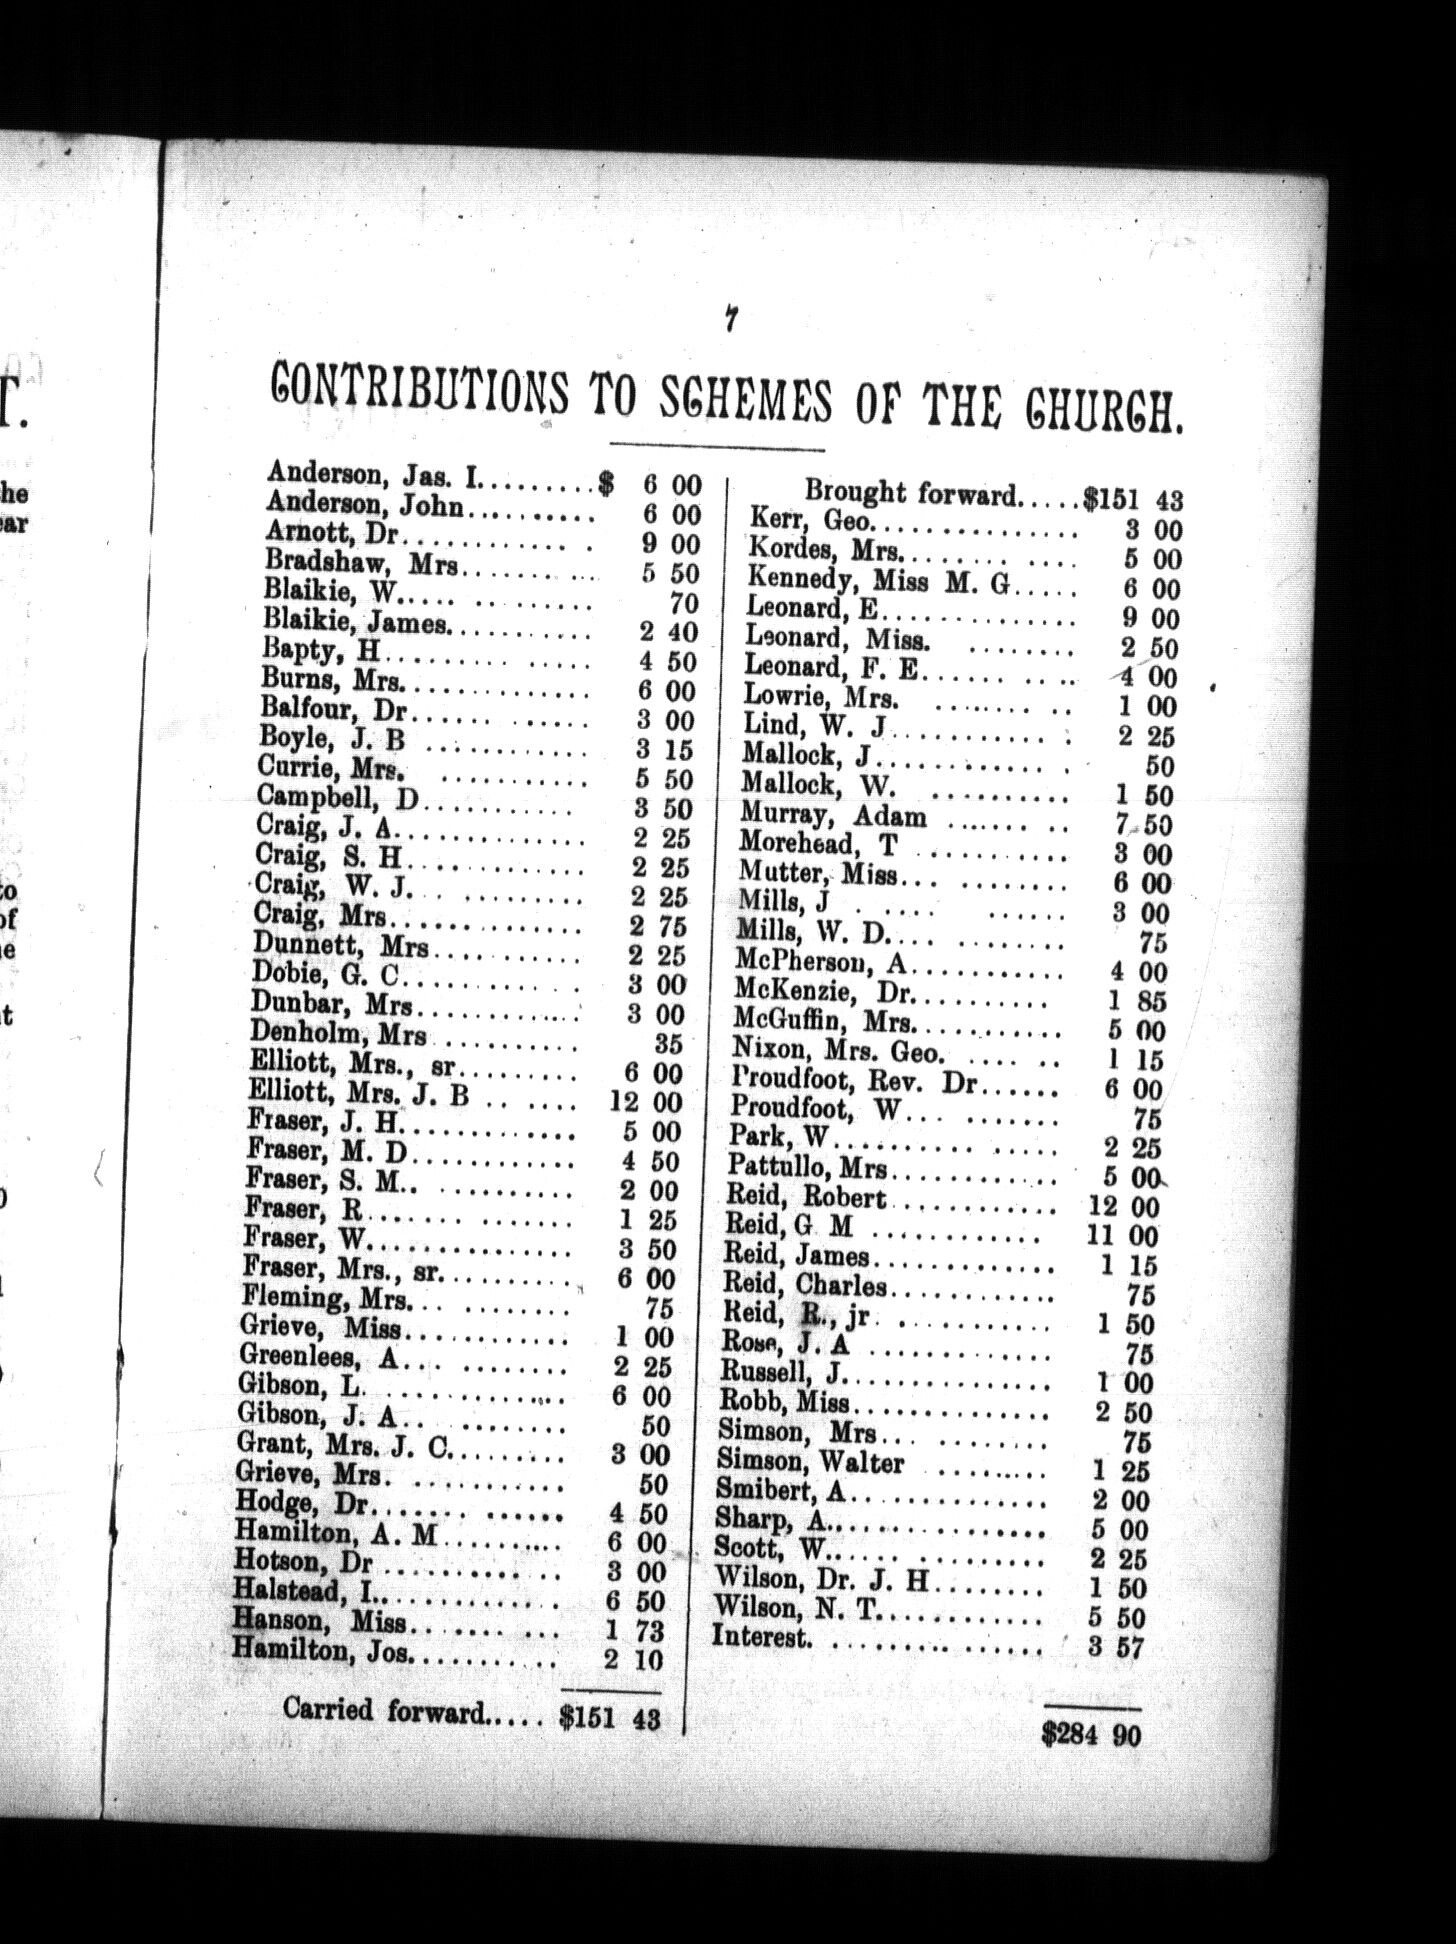 T.
the
ear
to
of
7
CONTRIBUTIONS TO SCHEMES OF THE CHURCH.
Anderson, Jas. I..........$ 6 00
Anderson, John.......... 6 00
Arnott, Dr.............. 9 00
Bradshaw, Mrs.......... 5 50
Blaikie, W.............. 70
Blaikie, James........... 2 40
Bapty, H............... 4 50
Burns, Mrs.............. 6 00
Balfour, Dr............. 3 00
Boyle, J. B ............ 3 15
Currie, Mrs. ........... 5 50
Campbell, D............ 3 50
Craig, J. A.............. 2 25
Craig, S. H............. 2 25
Craig, W. J............ 2 25
Craig, Mrs.............. 2 75
Dunnett, Mrs........... 2 25
Dobie, G. C............. 3 00
Dunbar, Mrs............ 3 00
Denholm, Mrs .......... 35
Elliott, Mrs., sr......... 6 00
Elliott, Mrs. J. B ...... 12 00
Fraser, J. H............. 5 00
Fraser, M. D............ 4 50
Fraser, S. M............ 2 00
Fraser, R.............. 1 25
Fraser, W............... 3 50
Fraser, Mrs., sr.......... 6 00
Fleming, Mrs........... 75
Grieve, Miss............ 1 00
Greenlees, A............ 2 25
Gibson, L.............. 6 00
Gibson, J. A........... 50
Grant, Mrs. J. C......... 3 00
Grieve, Mrs. ........... 50
Hodge, Dr............. 4 50
Hamilton, A. M.......... 6 00
Hotson, Dr ............ 3 00
Halstead, I.............. 6 50
Hanson, Miss........... 1 73
Hamilton, Jos........... 2 10
Carried forward..... $151 43
Brought forward.....$151 43
Kerr, Geo............... 3 00
Kordes, Mrs............ 5 00
Kennedy, Miss M. G..... 6 00
Leonard, E.............. 9 00
Leonard, Miss. ........ 2 50
Leonard, F. E.......... 4 00
Lowrie, Mrs. .......... 1 00
Lind, W. J............ 2 25
Mallock, J............. 50
Mallock, W. .......... 1 50
Murray, Adam ........ 7 50
Morehead, T ........... 3 00
Mutter, Miss........... 6 00
Mills, J ........... 3 00
Mills, W. D............ 75
McPherson, A........... 4 00
McKenzie, Dr.......... 1 85
McGuffin, Mrs........... 5 00
Nixon, Mrs. Geo. ...... 1 15
Proudfoot, Rev. Dr...... 6 00
Proudfoot, W.......... 75
Park, W............... 2 25
Pattullo, Mrs............ 5 00
Reid, Robert............ 12 00
Reid, G M ............ 11 00
Reid, James............. 1 15
Reid, Charles............ 75
Reid, R., jr............ 1 50
Rose, J. A ............. 75
Russell, J............... 1 00
Robb, Miss.............. 2 50
Simson, Mrs........... 75
Simson, Walter ........ 1 25
Smibert, A.............. 2 00
Sharp, A................ 5 00
Scott, W............... 2 25
Wilson, Dr. J. H........ 1 50
Wilson, N. T............ 5 50
Interest................ 3 57
$284 90